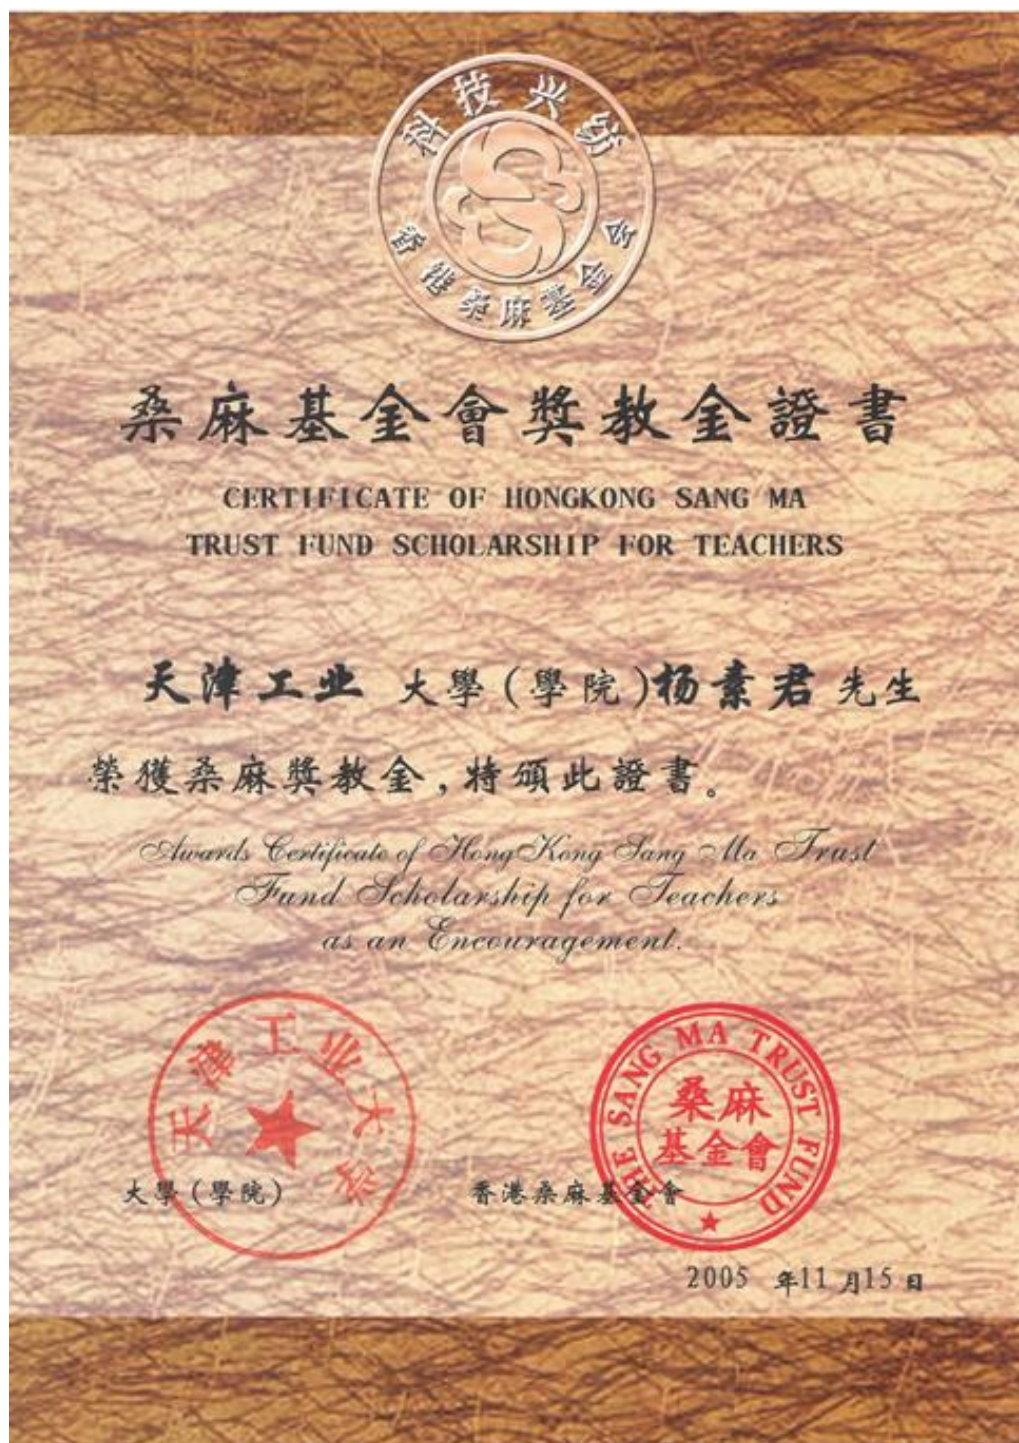 科技兴纺
香港桑麻基金会
桑麻基金會獎教金證書
CERTIFICATE OF HONGKONG SANG MA
TRUST FUND SCHOLARSHIP FOR TEACHERS
天津工业 大學(學院)杨素君先生
榮獲桑麻獎教金,特頒此證書。
Awards Certificate of HongKong Sang Ma Trust
Fund Scholarship for Teachers
as an Encouragement.
天津工业大学
THE SANG MA TRUST FUND
桑麻
基金會
大學(學院) 香港桑麻基金會
2005 年11月15日